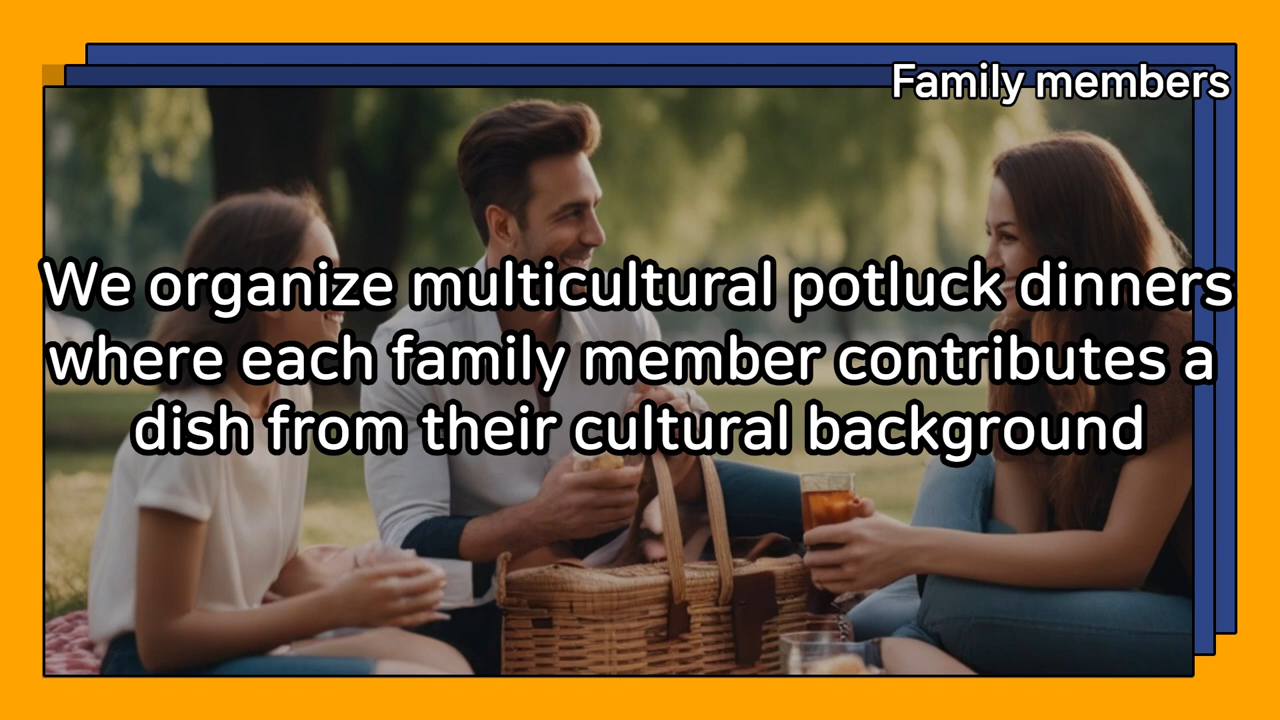 Family members
We organize multicultural potluck dinners
where each family member contributes a
dish from their cultural background